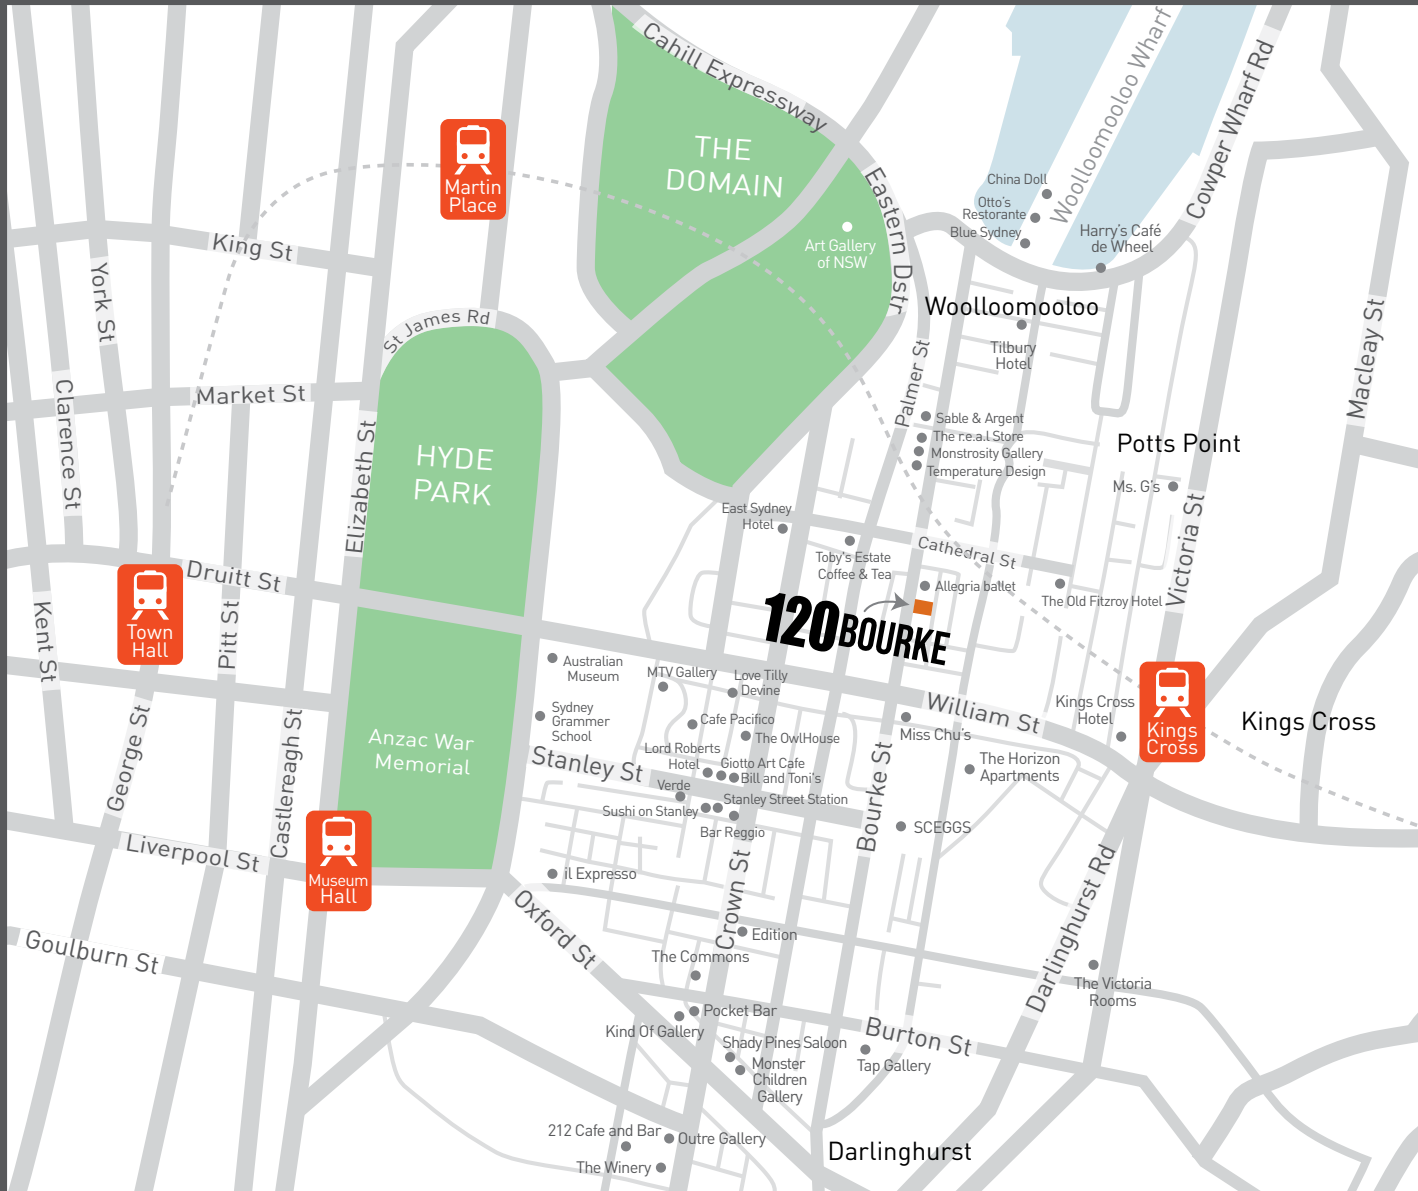 Cahill Expressway
Woolloomooloo Wharf
Cowper Wharf Rd
THE
DOMAIN
Martin
Place
Eastern Dstr
China Doll
Otto's
Restorante
Blue Sydney
Harry's Café
de Wheel
Art Gallery
of NSW
King St
York St
St James Rd
Woolloomooloo
Tilbury
Hotel
Palmer St
Macleay St
Market St
Clarence St
Elizabeth St
HYDE
PARK
Sable & Argent
The r.e.a.l Store
Monstrosity Gallery
Temperature Design
Potts Point
Ms. G's
Victoria St
East Sydney
Hotel
Toby's Estate
Coffee & Tea
Cathedral St
Allegria ballet
The Old Fitzroy Hotel
Druitt St
120 BOURKE
Kent St
Town
Hall
Pitt St
Australian
Museum
MTV Gallery
Love Tilly
Devine
William St
Kings Cross
Hotel
Kings
Cross
Kings Cross
Sydney
Grammer
School
Cafe Pacifico
The OwlHouse
Miss Chu's
George St
Castlereagh St
Anzac War
Memorial
Stanley St
Lord Roberts
Hotel
Giotto Art Cafe
Bill and Toni's
The Horizon
Apartments
Verde
Stanley Street Station
Sushi on Stanley
Bar Reggio
Bourke St
SCEGGS
Liverpool St
Museum
Hall
il Expresso
Crown St
Darlinghurst Rd
Oxford St
Edition
Goulburn St
The Commons
The Victoria
Rooms
Pocket Bar
Kind Of Gallery
Burton St
Shady Pines Saloon
Monster
Children
Gallery
Tap Gallery
212 Cafe and Bar
Outre Gallery
The Winery
Darlinghurst